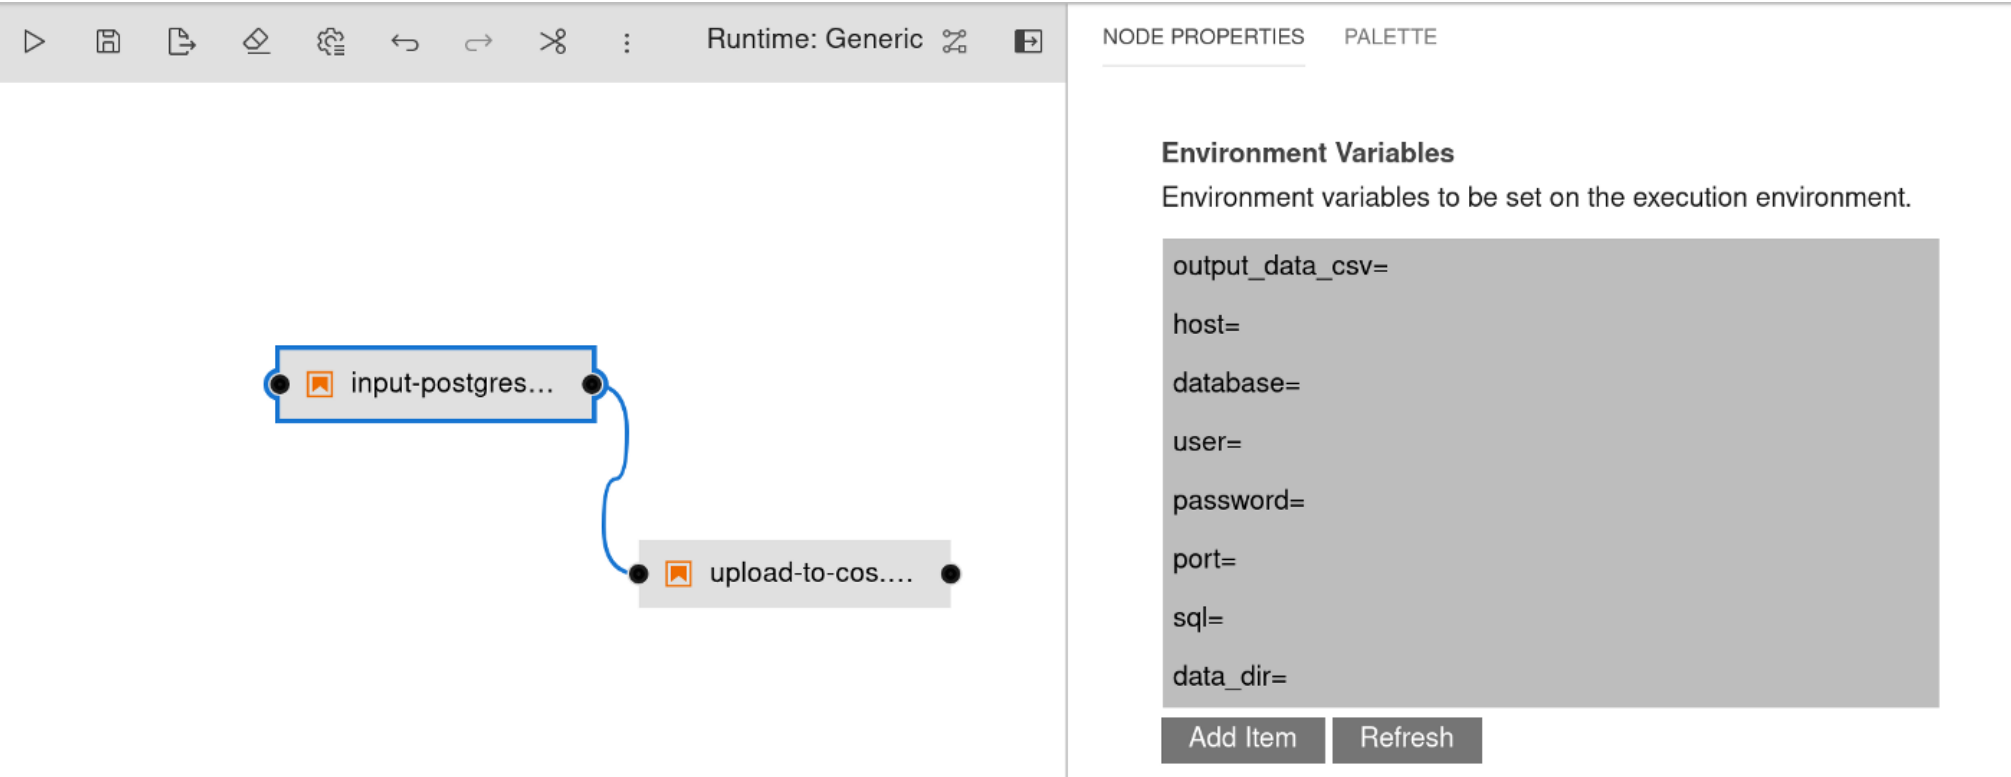 Runtime: Generic
NODE PROPERTIES
PALETTE
Environment Variables
Environment variables to be set on the execution environment.
output_data_csv=
host=
database=
user=
password=
port=
sql=
data_dir=
Add Item
Refresh
input-postgres...
upload-to-cos....